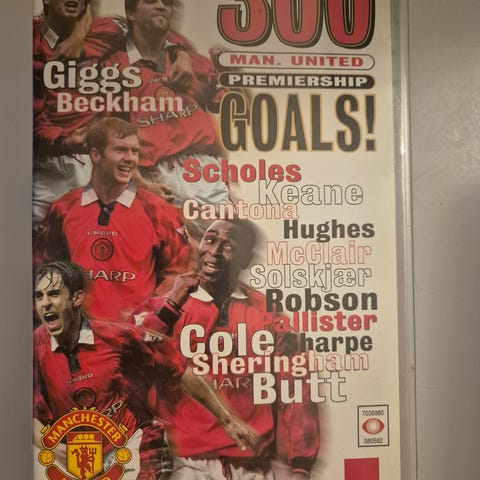 300
MAN. UNITED
PREMIERSHIP
GOALS!
Giggs
Beckham
SHARP
Scholes
Keane
Cantona
Hughes
McClair
Solskjær
Robson
Pallister
Sharpe
Cole
Sheringham
Butt
UMBRO
SHARP
MANCHESTER
7036980
080582